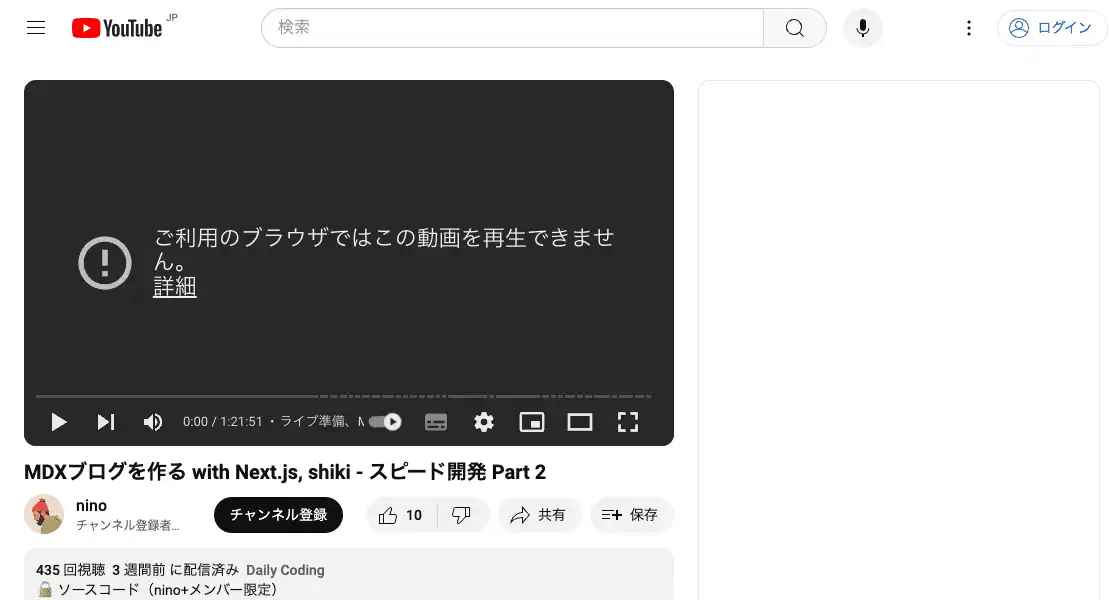 YouTube JP
検索
ログイン
ご利用のブラウザではこの動画を再生できませ
ん。
詳細
0:00 / 1:21:51 ・ ライブ準備、
MDXブログを作る with Next.js, shiki - スピード開発 Part 2
nino
チャンネル登録者...
チャンネル登録
10
共有
保存
435 回視聴 3 週間前 に配信済み Daily Coding
🔒 ソースコード（nino+メンバー限定）